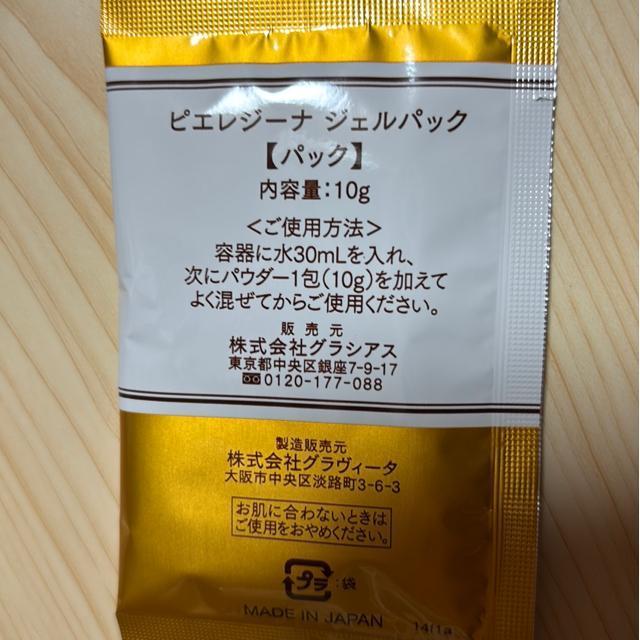 ピエレジーナ ジェルパック
【パック】
内容量:10g
<ご使用方法>
容器に水30mLを入れ、
次にパウダー1包(10g)を加えて
よく混ぜてからご使用ください。
販売元
株式会社グラシアス
東京都中央区銀座7-9-17
0120-177-088
製造販売元
株式会社グラヴィータ
大阪市中央区淡路町3-6-3
お肌に合わないときは
ご使用をおやめください。
プラ :袋
MADE IN JAPAN